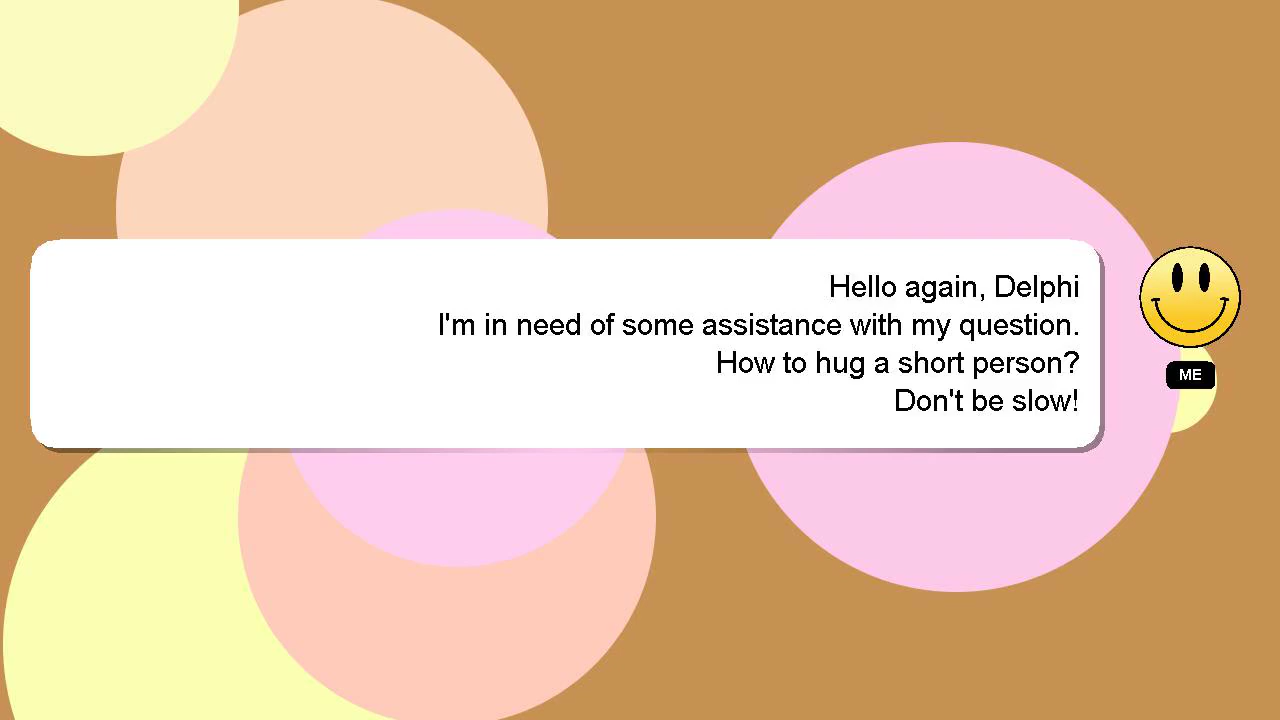 Hello again, Delphi
I'm in need of some assistance with my question.
How to hug a short person?
Don't be slow!
ME